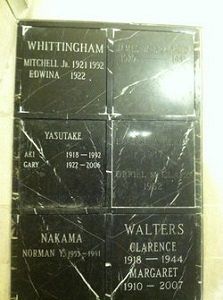 WHITTINGHAM
MITCHELL Jr. 1921 1992
EDWINA 1922
YASUTAKE
AKI 1918 – 1992
GARY 1922 – 2006
NAKAMA
NORMAN Y. 1933 – 1991
WALTERS
CLARENCE
1918 – 1944
MARGARET
1910 – 2007